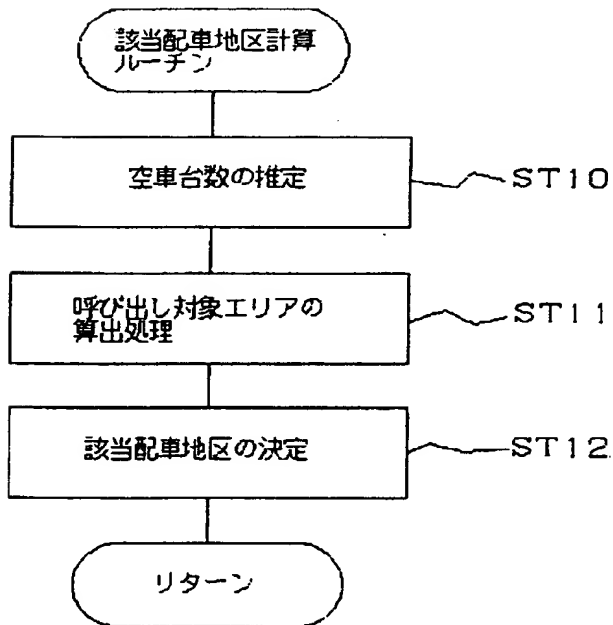 該当配車地区計算
ルーチン
空車台数の推定
ST10
呼び出し対象エリアの
算出処理
ST11
該当配車地区の決定
ST12
リターン